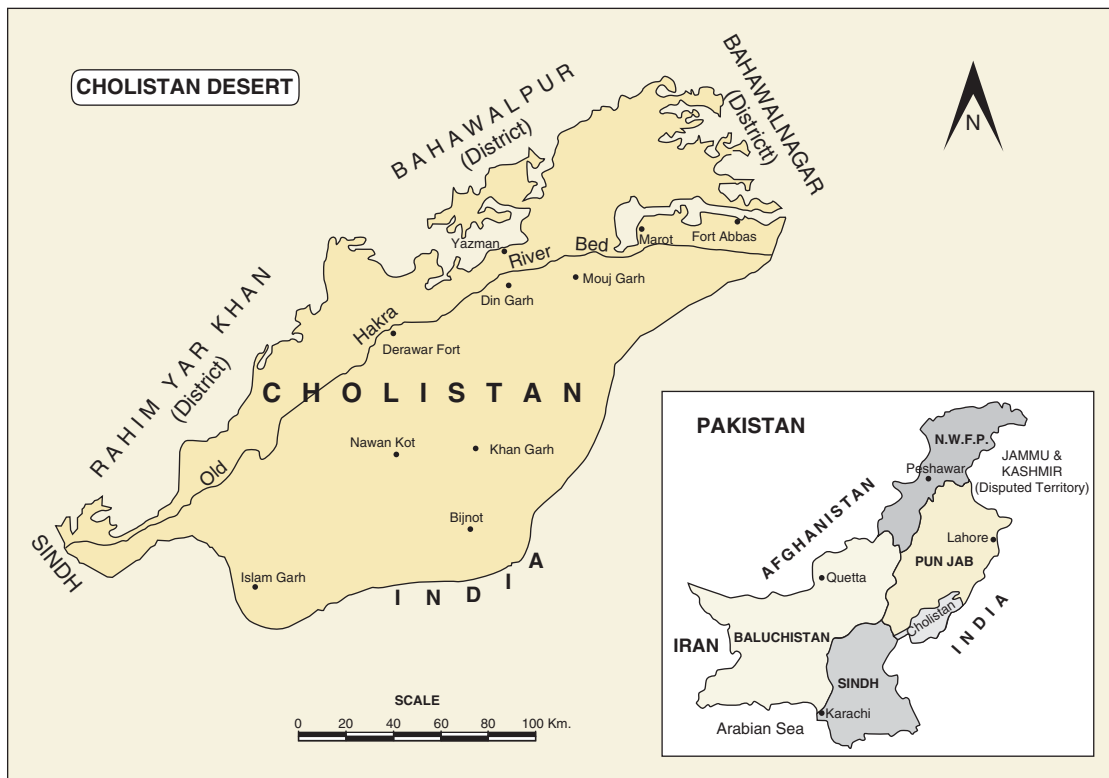 CHOLISTAN DESERT
BAHAWALPUR
(District)
BAHAWALNAGAR
(Districtt)
N
RAHIM YAR KHAN
(District)
SINDH
Yazman
Marot
Fort Abbas
Old Hakra River Bed
Mouj Garh
Din Garh
Derawar Fort
CHOLISTAN
Nawan Kot
Khan Garh
Bijnot
Islam Garh
INDIA
SCALE
0 20 40 60 80 100 Km.
PAKISTAN
N.W.F.P.
Peshawar
JAMMU &
KASHMIR
(Disputed Territory)
AFGHANISTAN
Lahore
PUN JAB
Quetta
Cholistan
INDIA
IRAN
BALUCHISTAN
SINDH
Karachi
Arabian Sea